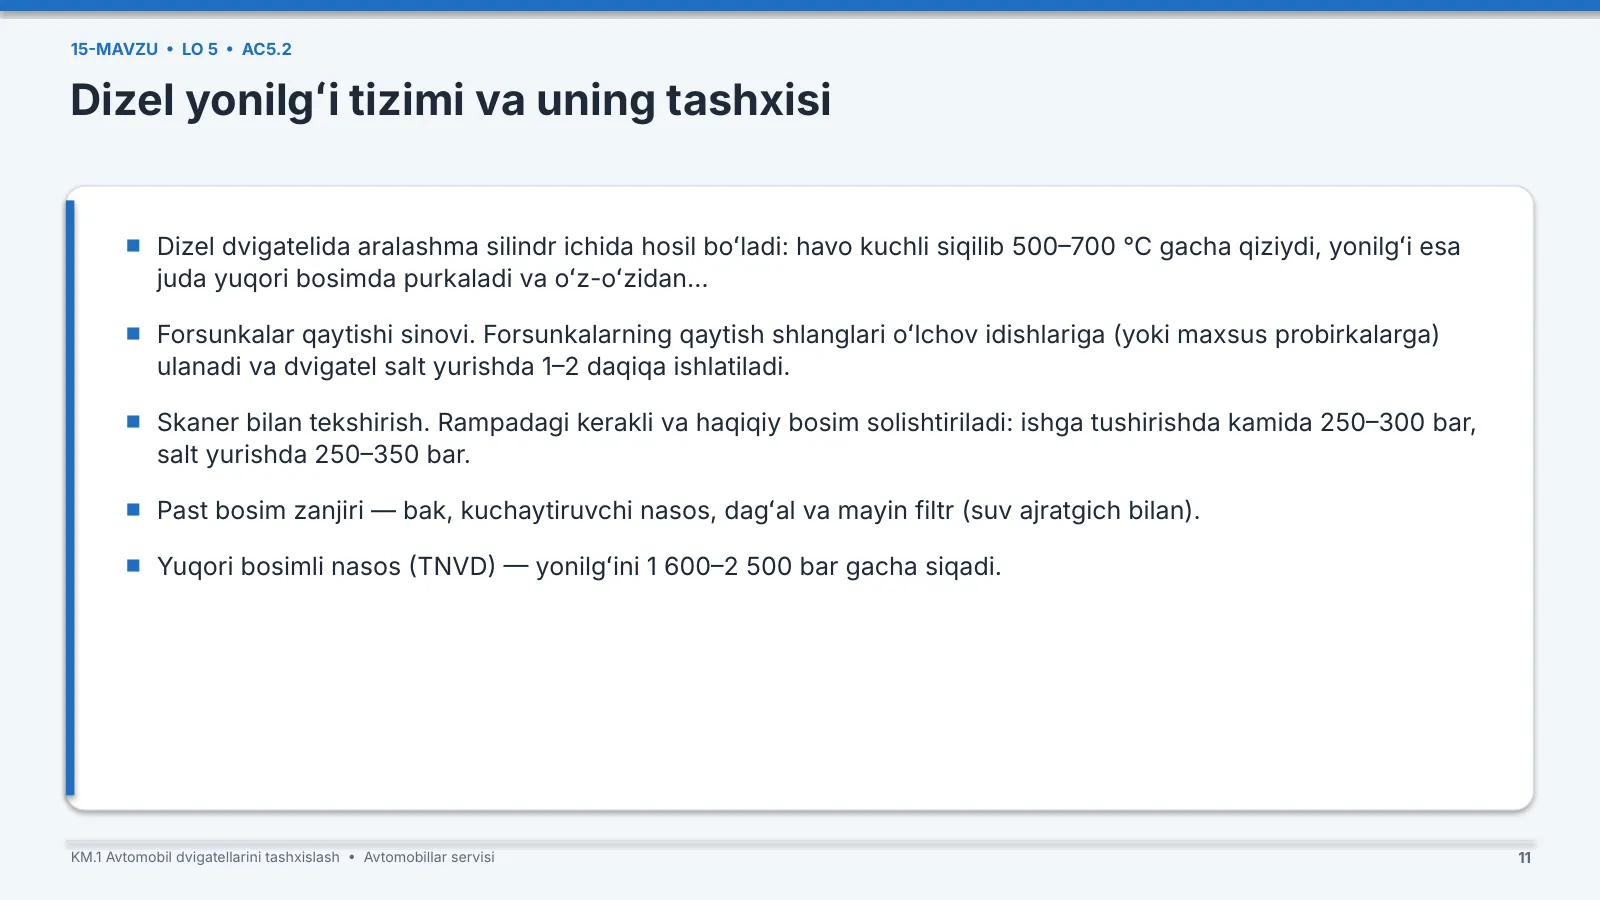 15-MAVZU • LO 5 • AC5.2
Dizel yonilgʻi tizimi va uning tashxisi
■ Dizel dvigatelida aralashma silindr ichida hosil boʻladi: havo kuchli siqilib 500–700 °C gacha qiziydi, yonilgʻi esa
juda yuqori bosimda purkaladi va oʻz-oʻzidan...
■ Forsunkalar qaytishi sinovi. Forsunkalarning qaytish shlanglari oʻlchov idishlariga (yoki maxsus probirkalarga)
ulanadi va dvigatel salt yurishda 1–2 daqiqa ishlatiladi.
■ Skaner bilan tekshirish. Rampadagi kerakli va haqiqiy bosim solishtiriladi: ishga tushirishda kamida 250–300 bar,
salt yurishda 250–350 bar.
■ Past bosim zanjiri — bak, kuchaytiruvchi nasos, dagʻal va mayin filtr (suv ajratgich bilan).
■ Yuqori bosimli nasos (TNVD) — yonilgʻini 1 600–2 500 bar gacha siqadi.
KM.1 Avtomobil dvigatellarini tashxislash • Avtomobillar servisi
11